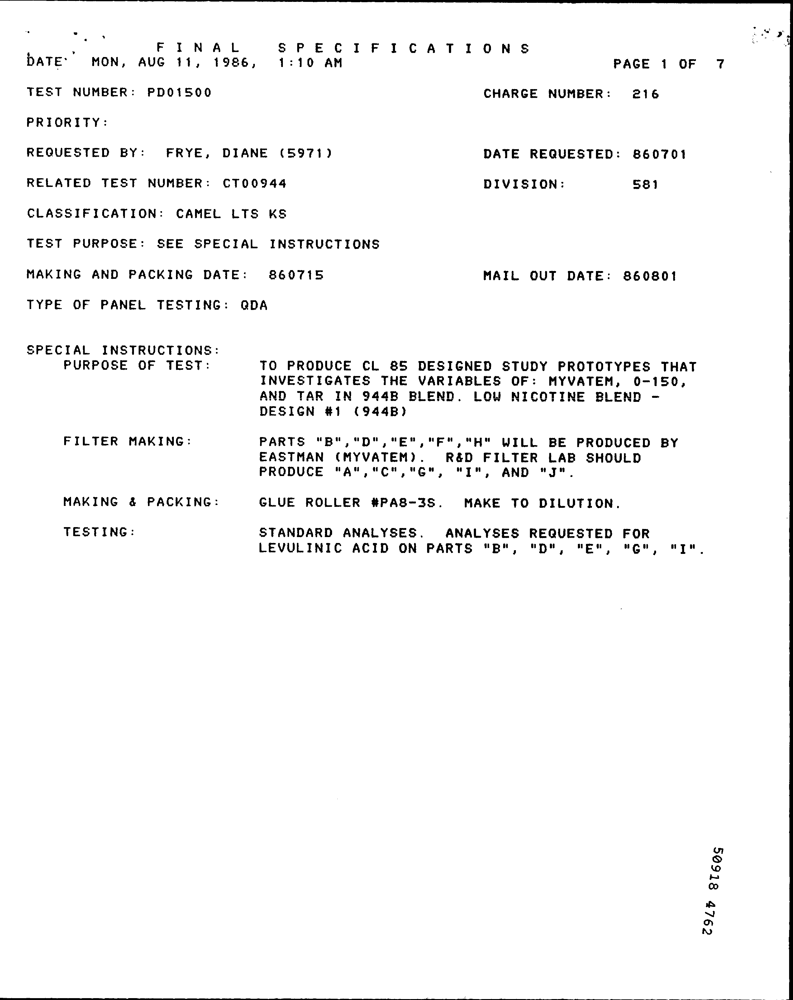 F I N A L   S P E C I F I C A T I O N S
DATE: MON, AUG 11, 1986, 1:10 AM PAGE 1 OF 7
TEST NUMBER: PD01500 CHARGE NUMBER: 216
PRIORITY:
REQUESTED BY: FRYE, DIANE (5971) DATE REQUESTED: 860701
RELATED TEST NUMBER: CT00944 DIVISION: 581
CLASSIFICATION: CAMEL LTS KS
TEST PURPOSE: SEE SPECIAL INSTRUCTIONS
MAKING AND PACKING DATE: 860715 MAIL OUT DATE: 860801
TYPE OF PANEL TESTING: QDA
SPECIAL INSTRUCTIONS:
PURPOSE OF TEST: TO PRODUCE CL 85 DESIGNED STUDY PROTOTYPES THAT
INVESTIGATES THE VARIABLES OF: MYVATEM, 0-150,
AND TAR IN 944B BLEND. LOW NICOTINE BLEND -
DESIGN #1 (944B)
FILTER MAKING: PARTS "B","D","E","F","H" WILL BE PRODUCED BY
EASTMAN (MYVATEM). R&D FILTER LAB SHOULD
PRODUCE "A","C","G", "I", AND "J".
MAKING & PACKING: GLUE ROLLER #PA8-3S. MAKE TO DILUTION.
TESTING: STANDARD ANALYSES. ANALYSES REQUESTED FOR
LEVULINIC ACID ON PARTS "B", "D", "E", "G", "I".
50918 4762